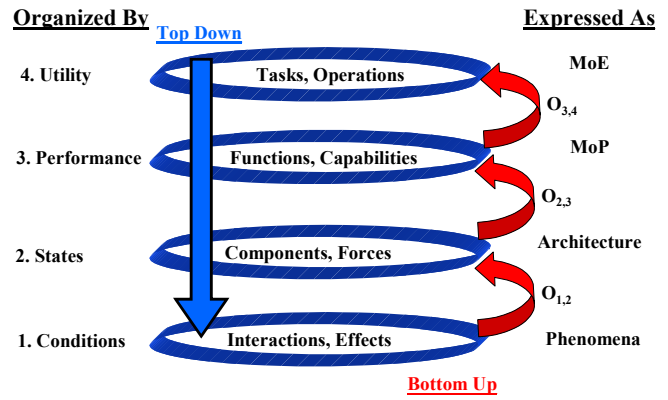 Organized By
Expressed As
Top Down
4. Utility
Tasks, Operations
MoE
O3,4
3. Performance
Functions, Capabilities
MoP
O2,3
2. States
Components, Forces
Architecture
O1,2
1. Conditions
Interactions, Effects
Phenomena
Bottom Up